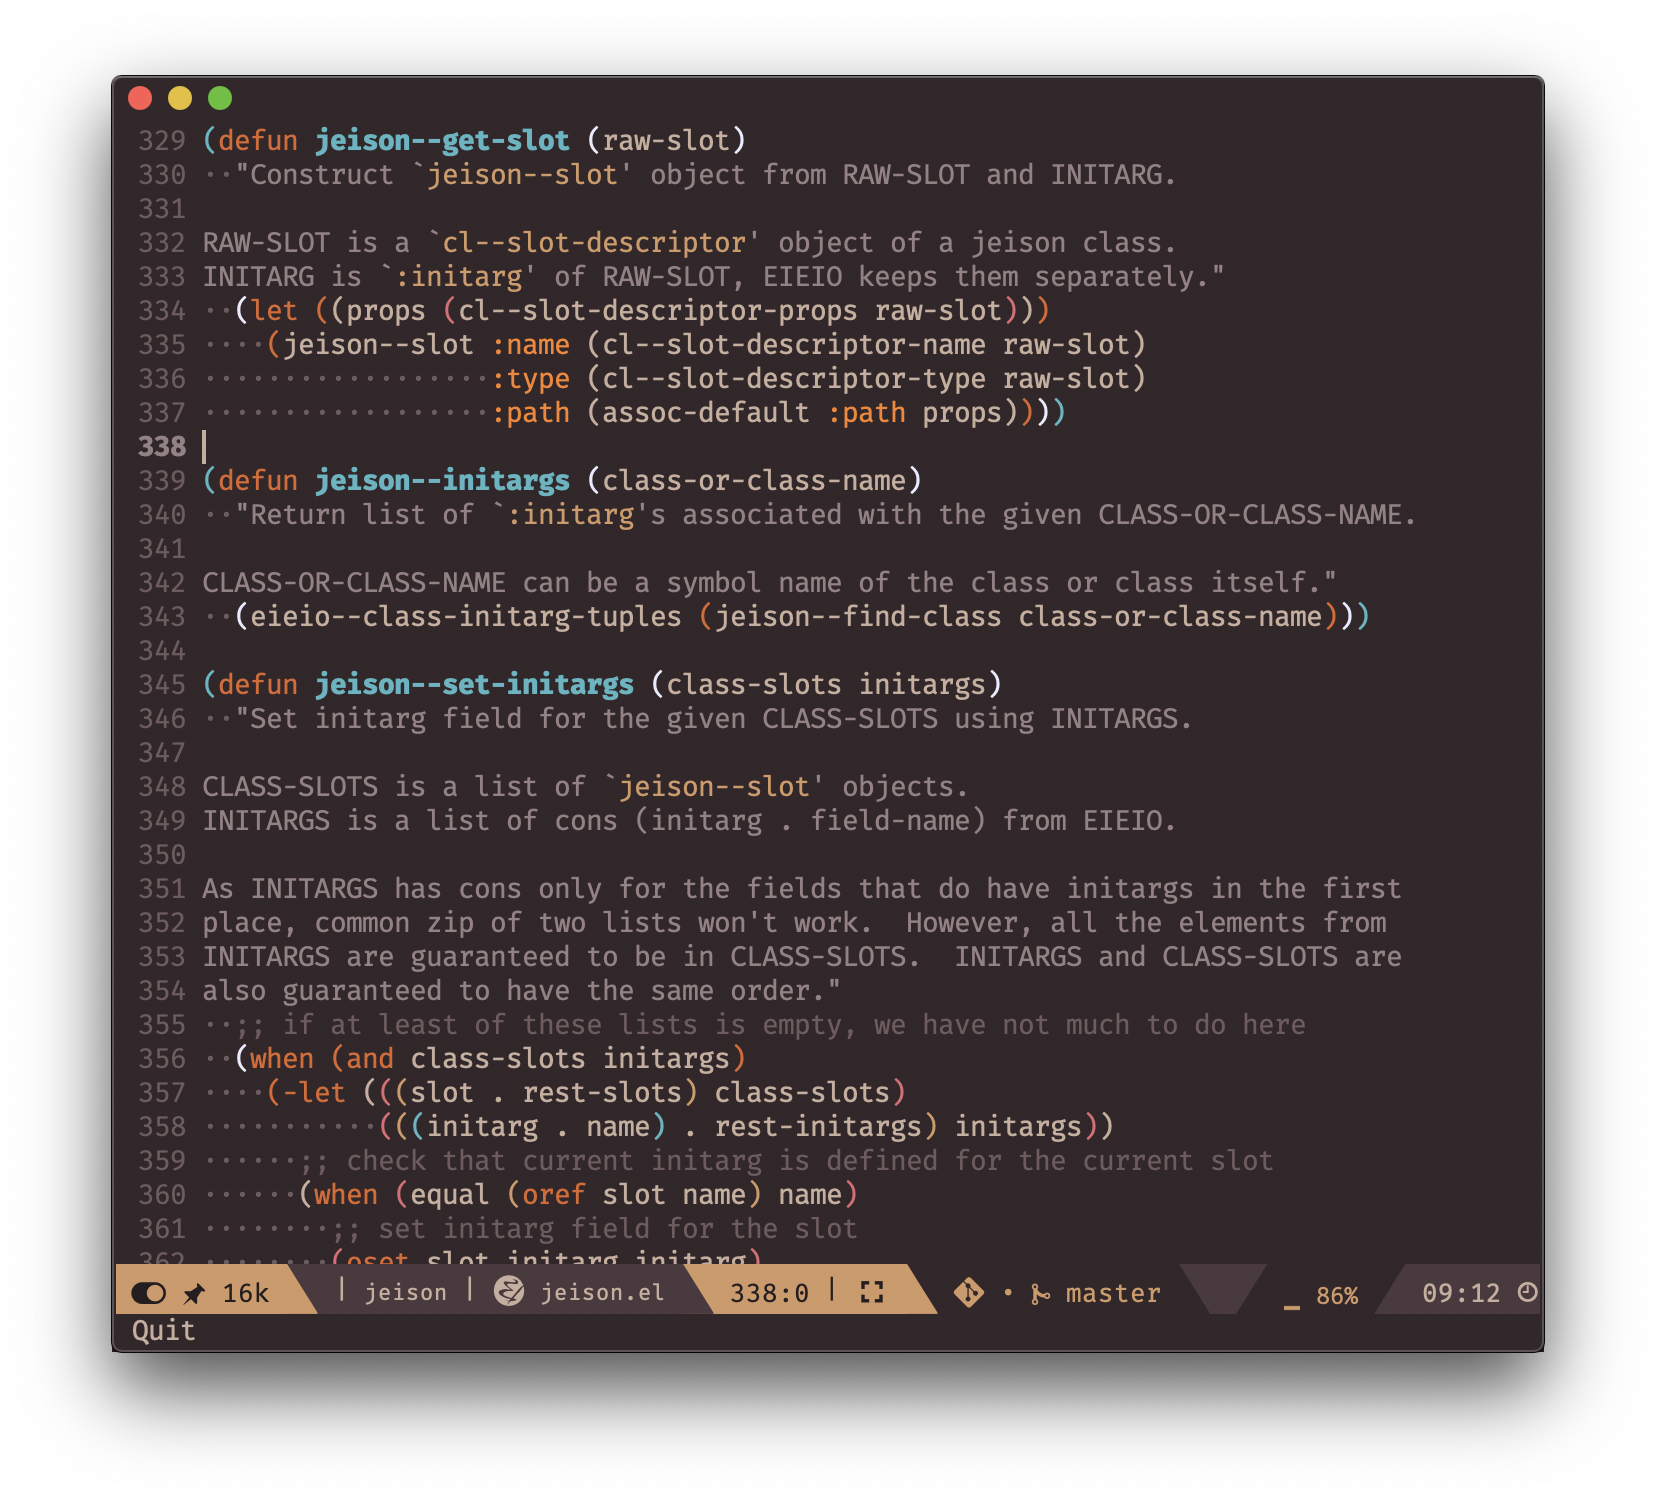 329 (defun jeison--get-slot (raw-slot)
330 ··"Construct `jeison--slot' object from RAW-SLOT and INITARG.
331
332 RAW-SLOT is a `cl--slot-descriptor' object of a jeison class.
333 INITARG is `:initarg' of RAW-SLOT, EIEIO keeps them separately."
334 ··(let ((props (cl--slot-descriptor-props raw-slot)))
335 ····(jeison--slot :name (cl--slot-descriptor-name raw-slot)
336 ··················:type (cl--slot-descriptor-type raw-slot)
337 ··················:path (assoc-default :path props))))
338
339 (defun jeison--initargs (class-or-class-name)
340 ··"Return list of `:initarg's associated with the given CLASS-OR-CLASS-NAME.
341
342 CLASS-OR-CLASS-NAME can be a symbol name of the class or class itself."
343 ··(eieio--class-initarg-tuples (jeison--find-class class-or-class-name)))
344
345 (defun jeison--set-initargs (class-slots initargs)
346 ··"Set initarg field for the given CLASS-SLOTS using INITARGS.
347
348 CLASS-SLOTS is a list of `jeison--slot' objects.
349 INITARGS is a list of cons (initarg . field-name) from EIEIO.
350
351 As INITARGS has cons only for the fields that do have initargs in the first
352 place, common zip of two lists won't work.  However, all the elements from
353 INITARGS are guaranteed to be in CLASS-SLOTS.  INITARGS and CLASS-SLOTS are
354 also guaranteed to have the same order."
355 ··;; if at least of these lists is empty, we have not much to do here
356 ··(when (and class-slots initargs)
357 ····(-let (((slot . rest-slots) class-slots)
358 ···········(((initarg . name) . rest-initargs) initargs))
359 ······;; check that current initarg is defined for the current slot
360 ······(when (equal (oref slot name) name)
361 ········;; set initarg field for the slot
362 ········(oset slot initarg initarg)
16k | jeison | jeison.el 338:0 | • master _ 86% 09:12
Quit